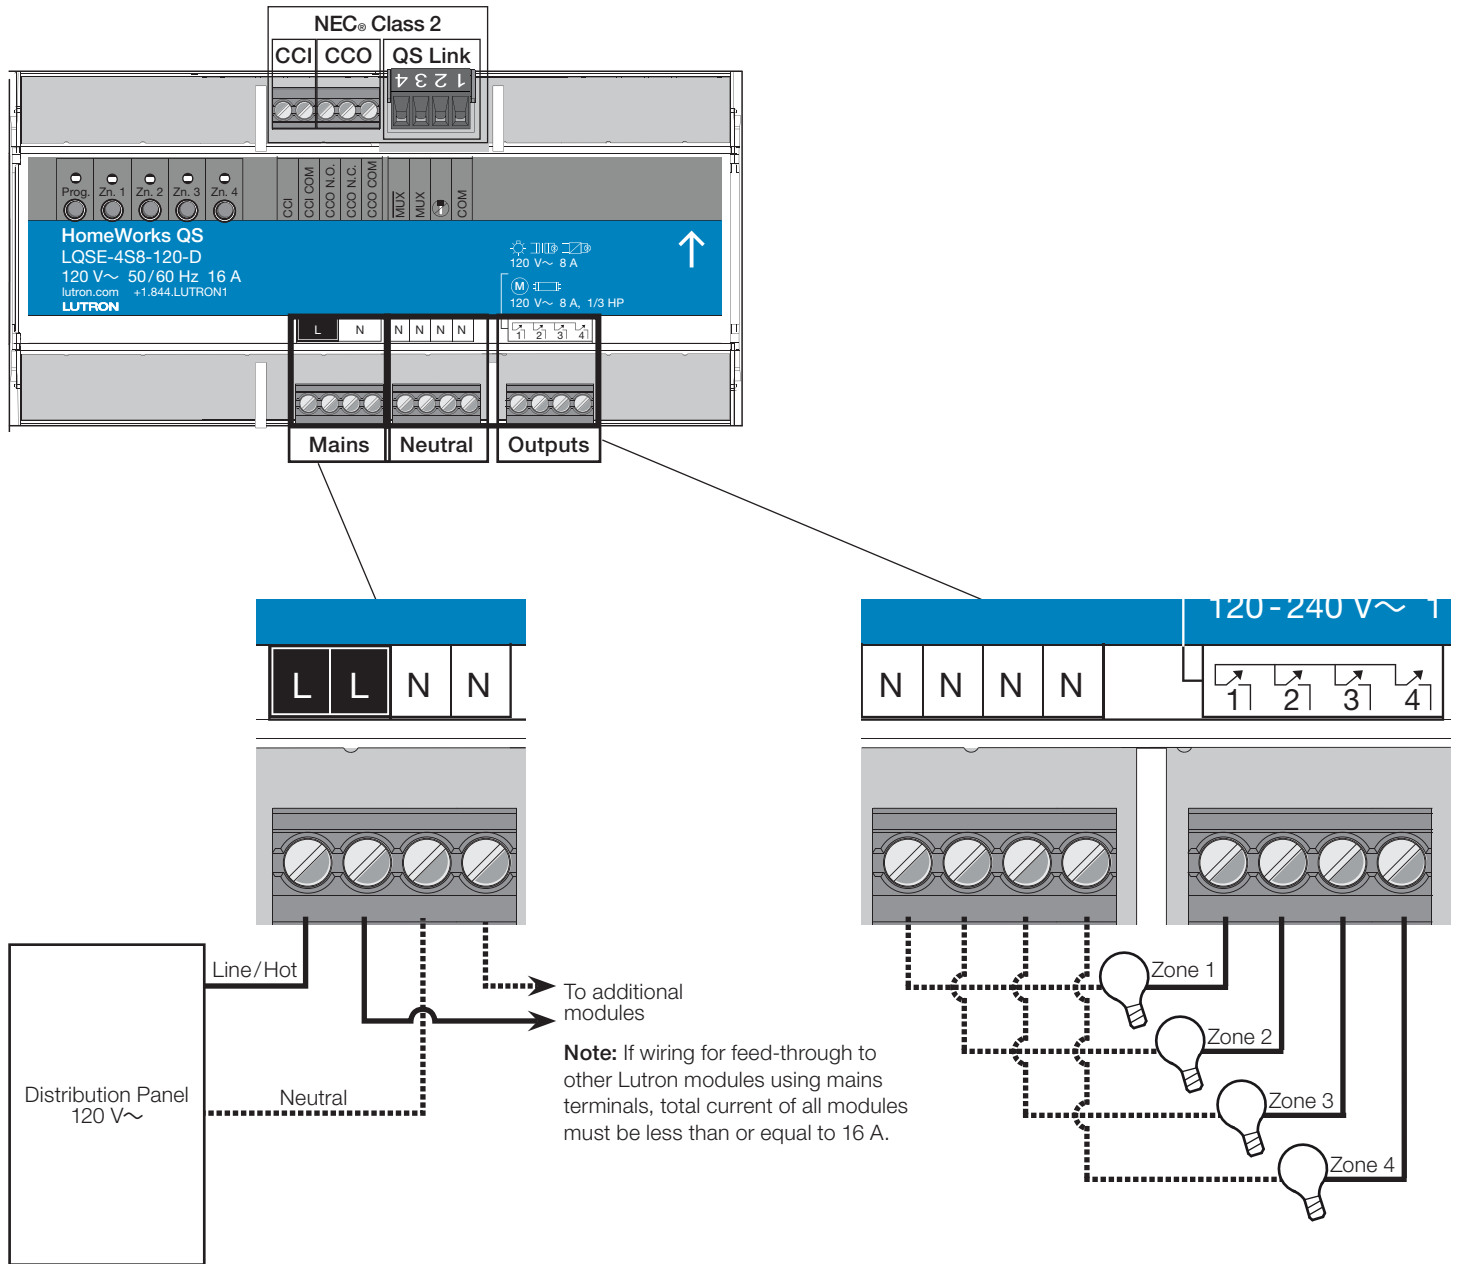 NEC® Class 2
CCI CCO QS Link
1 2 3 4
Prog. Zn. 1 Zn. 2 Zn. 3 Zn. 4
CCI
CCI COM
CCO N.O.
CCO N.C.
CCO COM
MUX
MUX
COM
HomeWorks QS
LQSE-4S8-120-D
120 V~ 50/60 Hz 16 A
lutron.com +1.844.LUTRON1
LUTRON
120 V~ 8 A
M
120 V~ 8 A, 1/3 HP
L N N N N N 1 2 3 4
Mains Neutral Outputs
120-240 V~ 1
L L N N
N N N N 1 2 3 4
Line/Hot
To additional
modules
Note: If wiring for feed-through to
other Lutron modules using mains
terminals, total current of all modules
must be less than or equal to 16 A.
Distribution Panel
120 V~
Neutral
Zone 1
Zone 2
Zone 3
Zone 4